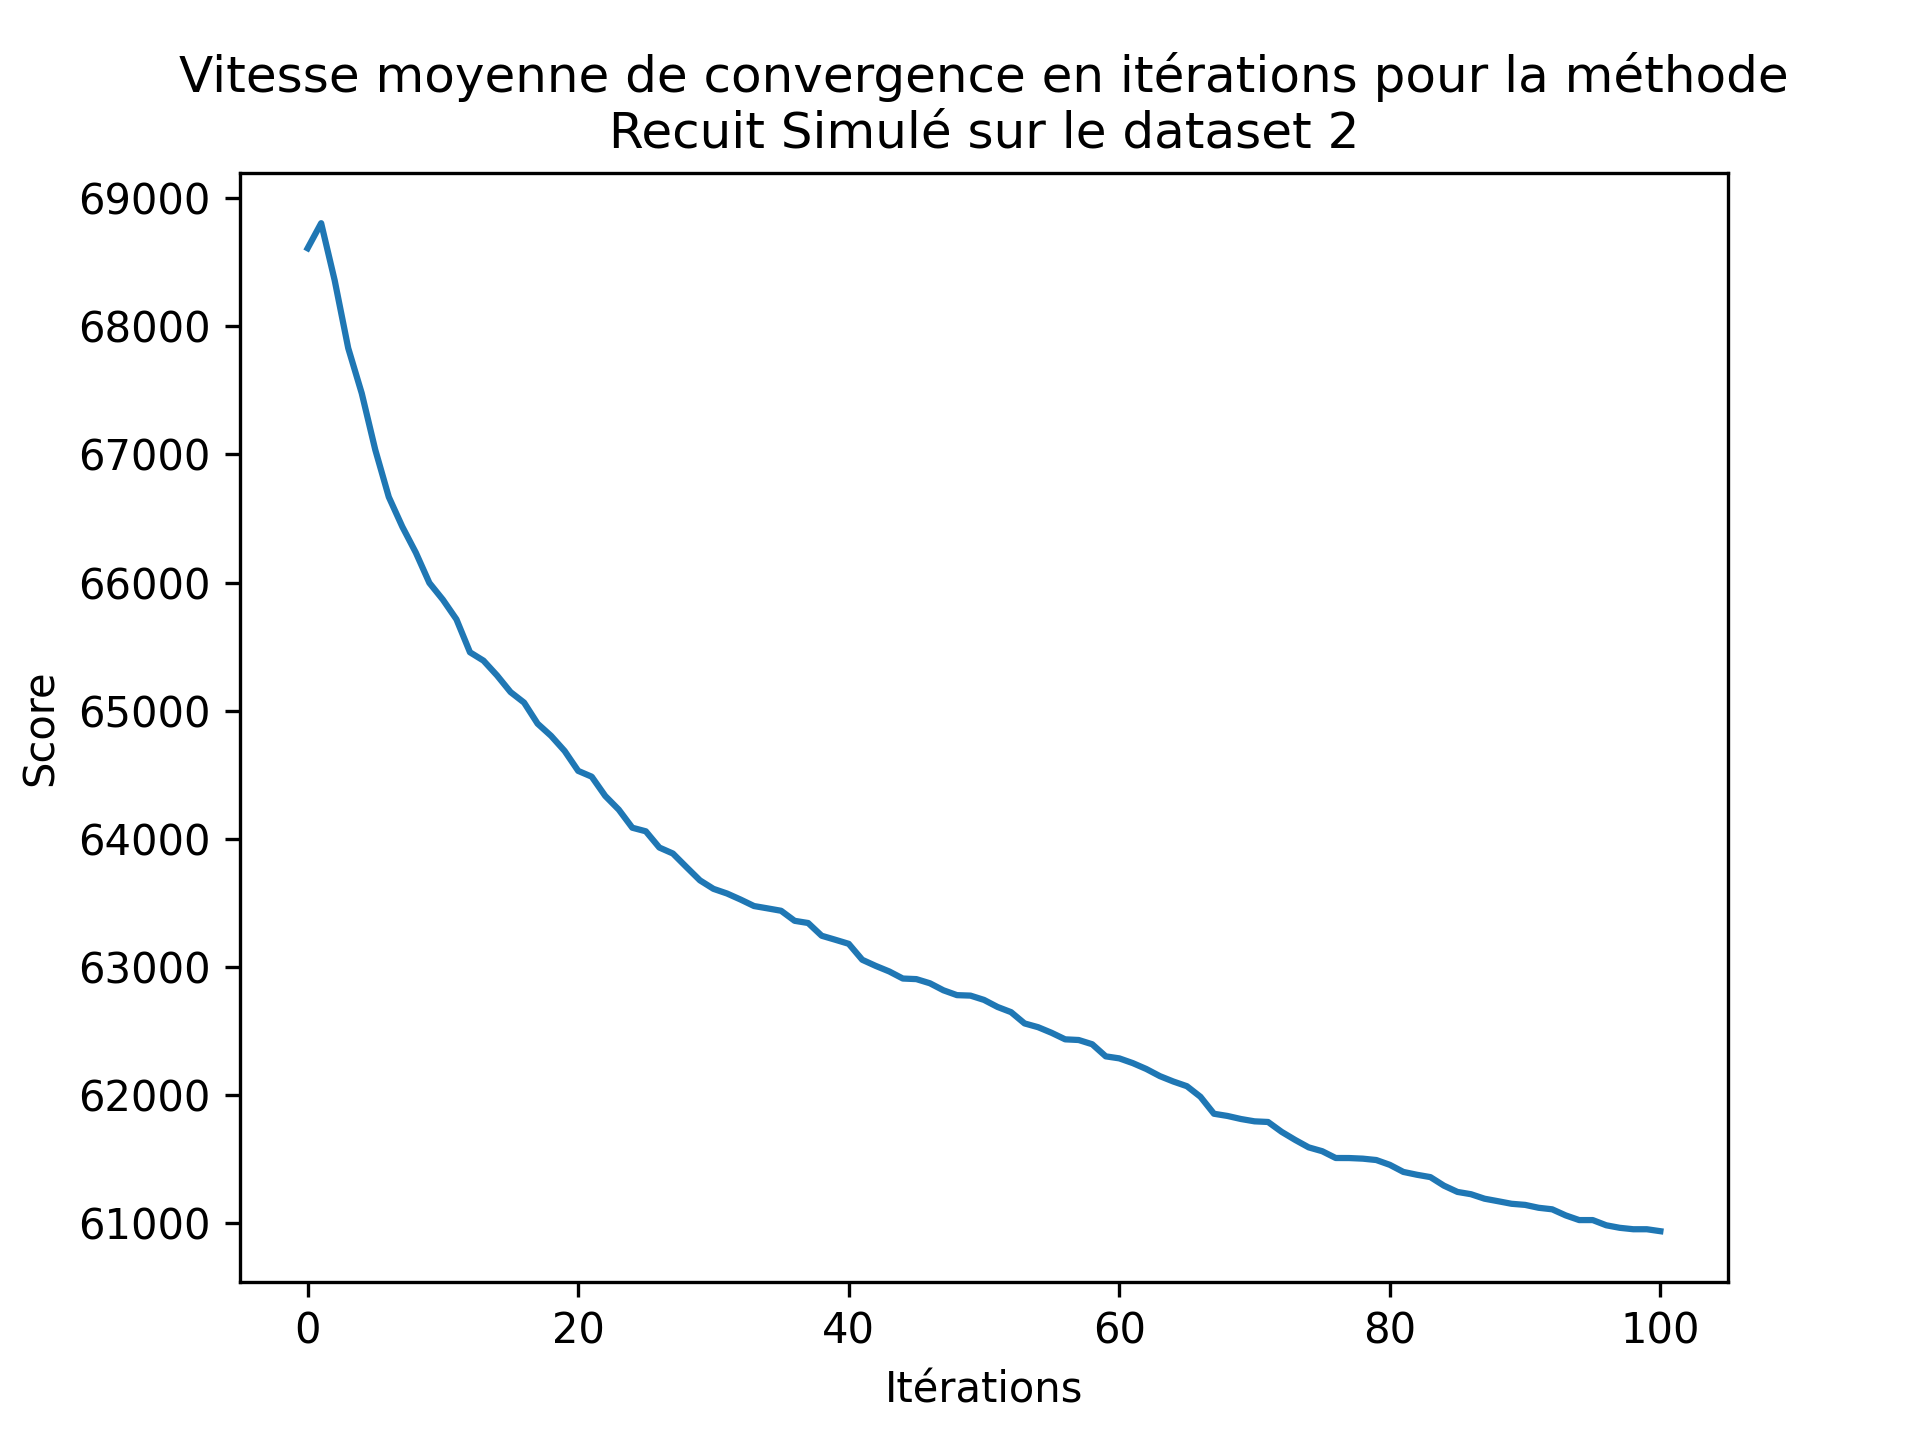 Vitesse moyenne de convergence en itérations pour la méthode
Recuit Simulé sur le dataset 2
69000
68000
67000
66000
65000
64000
63000
62000
61000
Score
0 20 40 60 80 100
Itérations